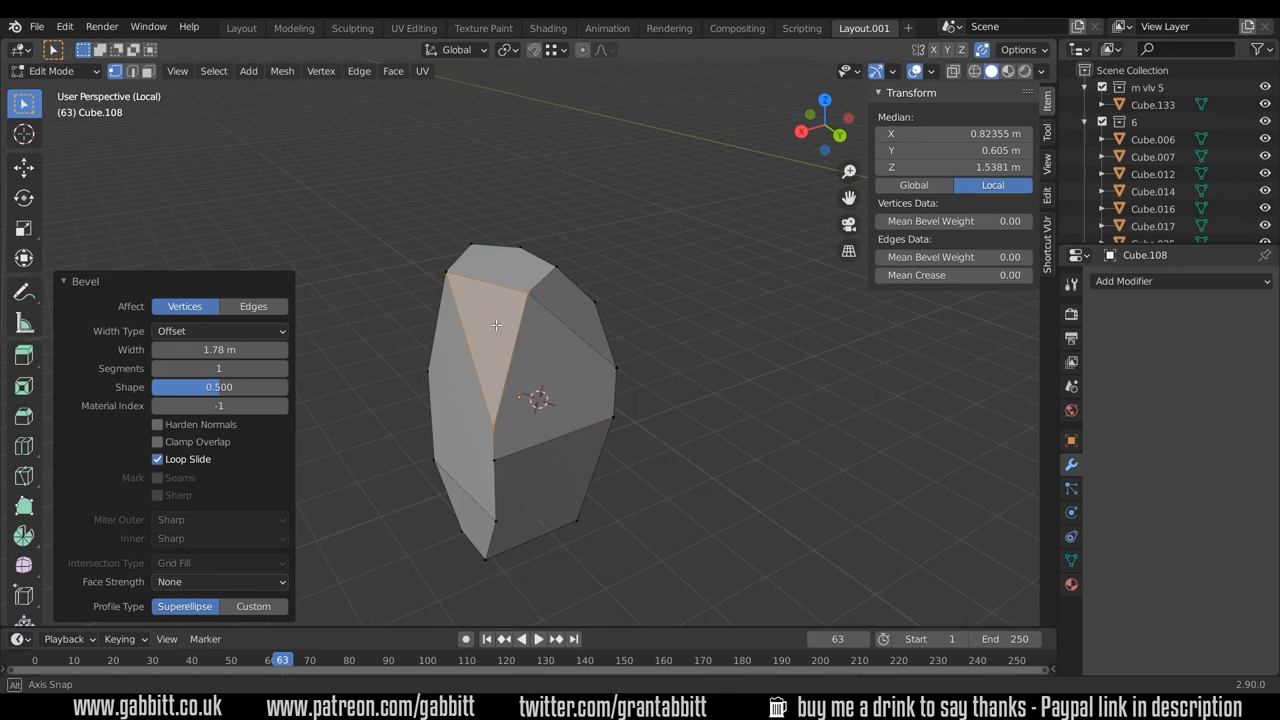 File Edit Render Window Help Layout Modeling Sculpting UV Editing Texture Paint Shading Animation Rendering Compositing Scripting Layout.001 + Scene View Layer
Global X Y Z Options
Edit Mode View Select Add Mesh Vertex Edge Face UV
User Perspective (Local)
(63) Cube.108
Transform
Median:
X 0.82355 m
Y 0.605 m
Z 1.5381 m
Global Local
Vertices Data:
Mean Bevel Weight 0.00
Edges Data:
Mean Bevel Weight 0.00
Mean Crease 0.00
Item
Tool
View
Edit
Shortcut VUr
X
Y
Z
Scene Collection
m vlv 5
Cube.133
6
Cube.006
Cube.007
Cube.012
Cube.014
Cube.016
Cube.017
Cube.108
Add Modifier
Bevel
Affect Vertices Edges
Width Type Offset
Width 1.78 m
Segments 1
Shape 0.500
Material Index -1
Harden Normals
Clamp Overlap
Loop Slide
Mark Seams
Sharp
Miter Outer Sharp
Inner Sharp
Intersection Type Grid Fill
Face Strength None
Profile Type Superellipse Custom
Playback Keying View Marker 63 Start 1 End 250
0 10 20 30 40 50 63 70 80 90 100 110 120 130 140 150 160 170 180 190 200 210 220 230 240 250
Alt Axis Snap 2.90.0
www.gabbitt.co.uk www.patreon.com/gabbitt twitter.com/grantabbitt buy me a drink to say thanks - Paypal link in description